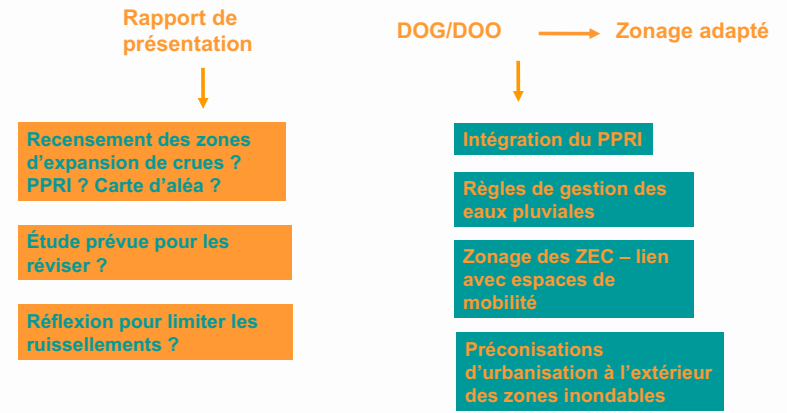 Rapport de
présentation
Recensement des zones
d'expansion de crues ?
PPRI ? Carte d'aléa ?
Étude prévue pour les
réviser ?
Réflexion pour limiter les
ruissellements ?
DOG/DOO
Zonage adapté
Intégration du PPRI
Règles de gestion des
eaux pluviales
Zonage des ZEC – lien
avec espaces de
mobilité
Préconisations
d'urbanisation à l'extérieur
des zones inondables